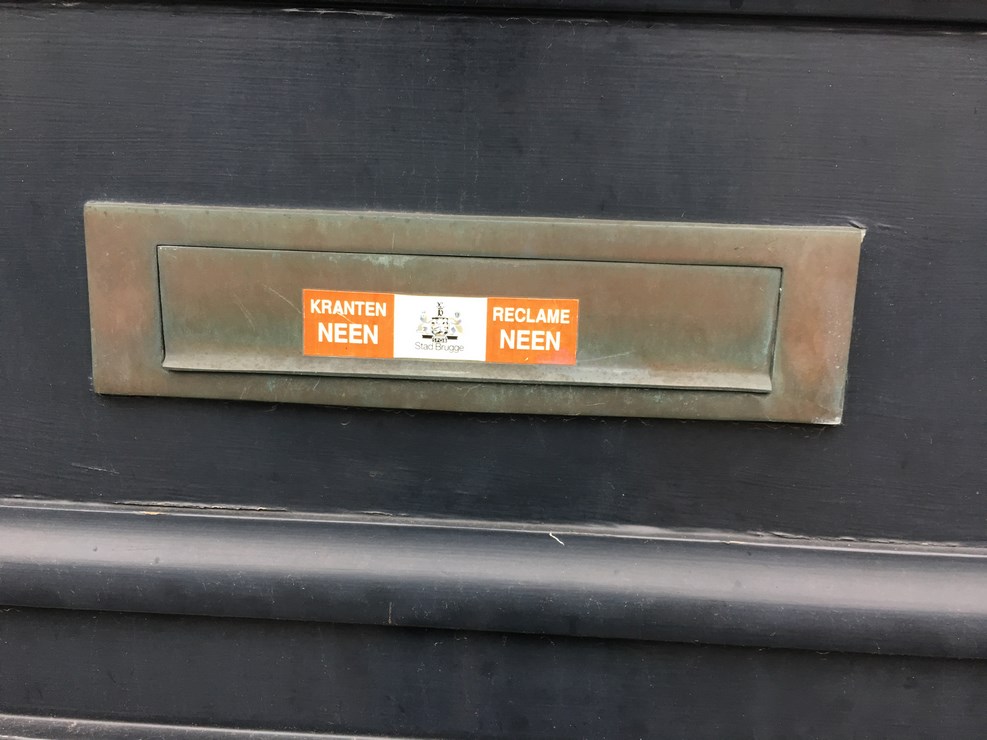 KRANTEN
NEEN
Stad Brugge
RECLAME
NEEN